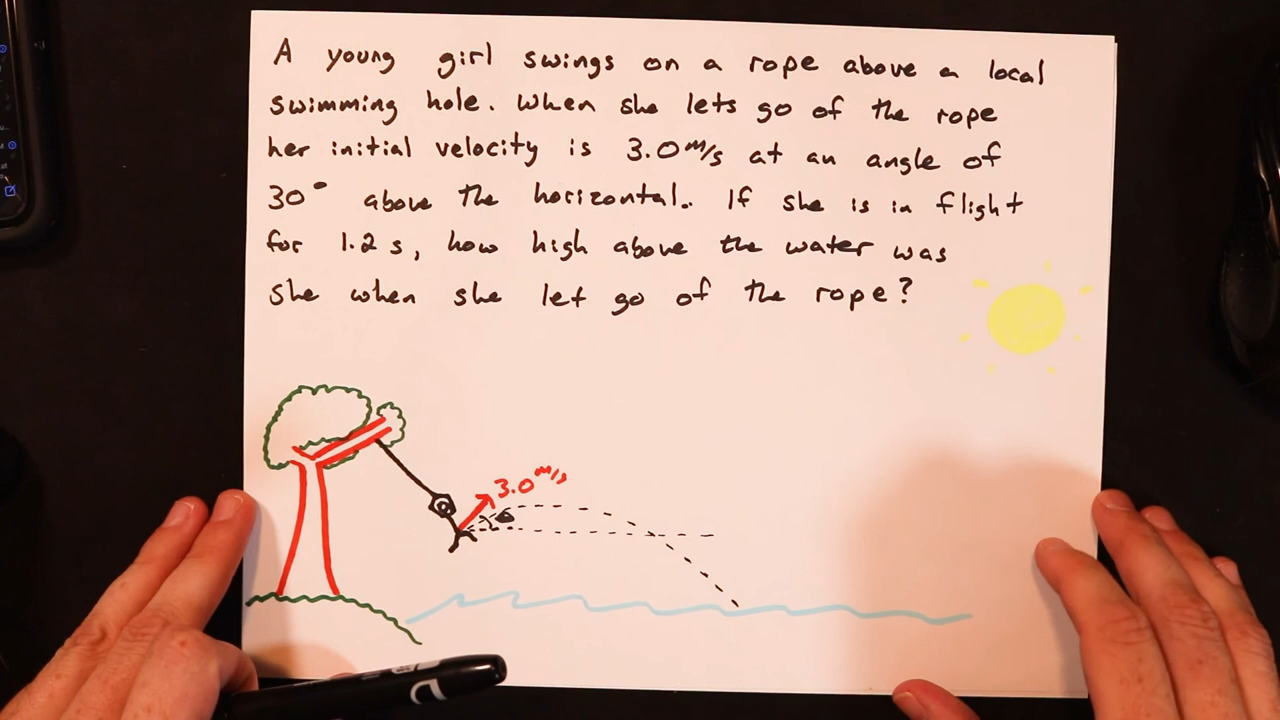 A young girl swings on a rope above a local
swimming hole. When she lets go of the rope
her initial velocity is 3.0 m/s at an angle of
30° above the horizontal. If she is in flight
for 1.2 s, how high above the water was
she when she let go of the rope?
3.0 m/s